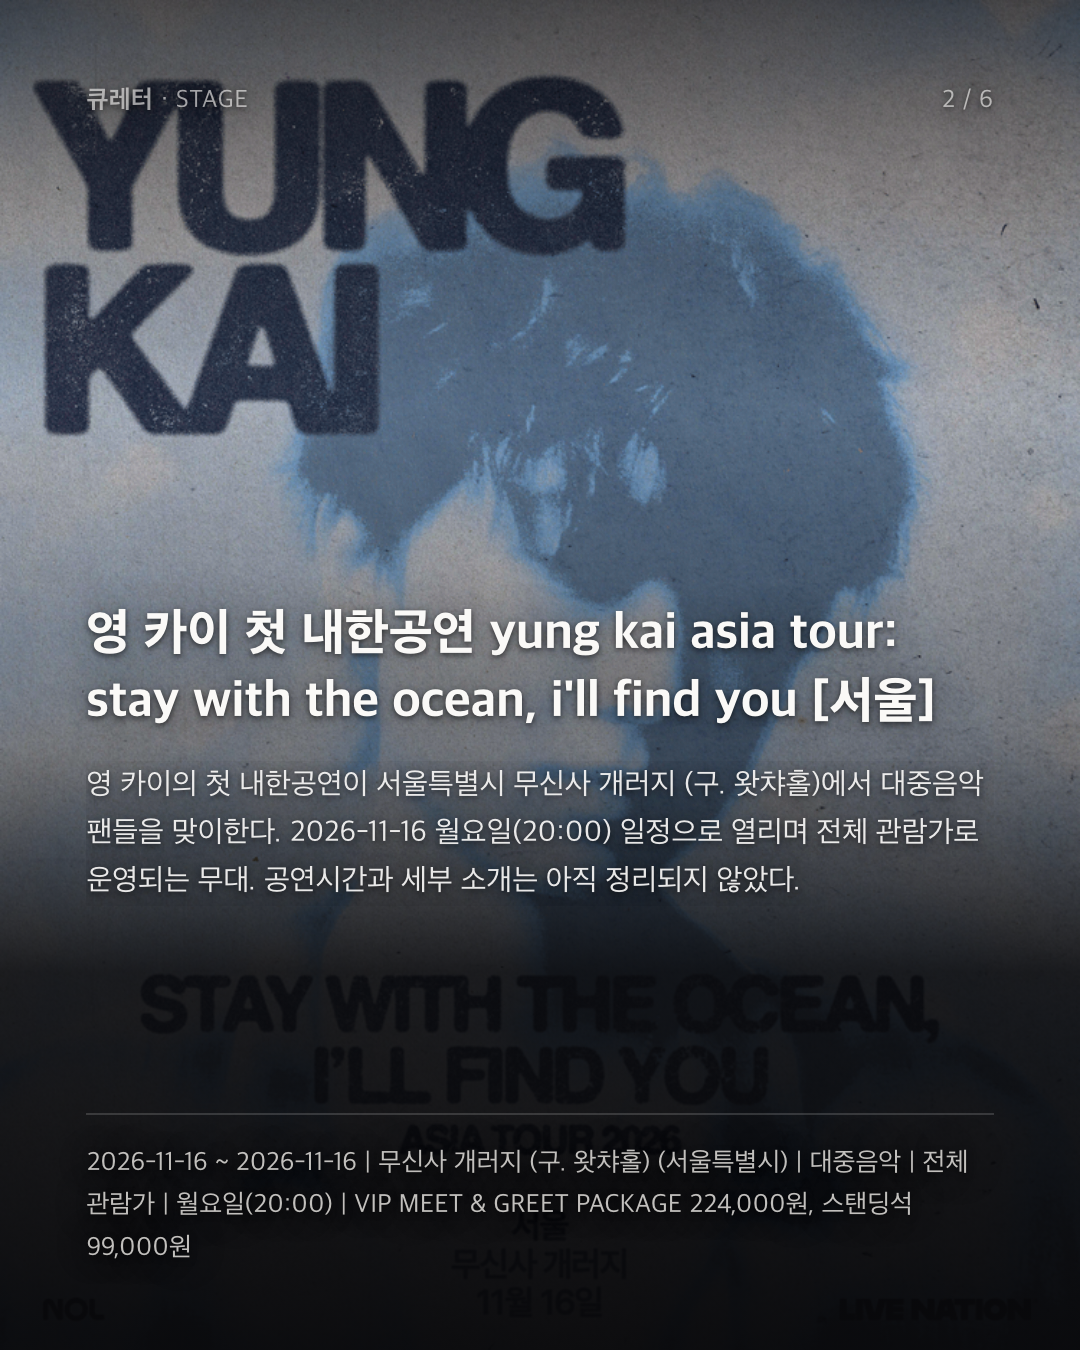 큐레터 · STAGE
2 / 6
YUNG
KAI
영 카이 첫 내한공연 yung kai asia tour:
stay with the ocean, i'll find you [서울]
영 카이의 첫 내한공연이 서울특별시 무신사 개러지 (구. 왓챠홀)에서 대중음악
팬들을 맞이한다. 2026-11-16 월요일(20:00) 일정으로 열리며 전체 관람가로
운영되는 무대. 공연시간과 세부 소개는 아직 정리되지 않았다.
STAY WITH THE OCEAN,
I'LL FIND YOU
ASIA TOUR 2026
2026-11-16 ~ 2026-11-16 | 무신사 개러지 (구. 왓챠홀) (서울특별시) | 대중음악 | 전체
관람가 | 월요일(20:00) | VIP MEET & GREET PACKAGE 224,000원, 스탠딩석
99,000원
서울
무신사 개러지
11월 16일
NOL
LIVE NATION